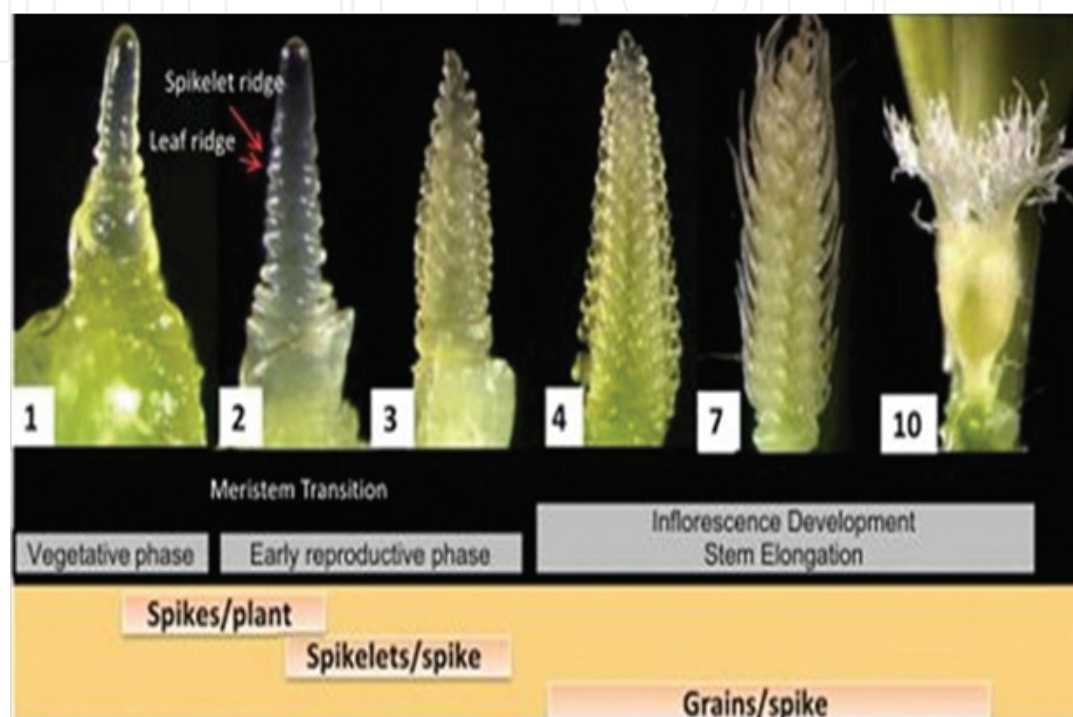 Spikelet ridge
Leaf ridge
1
2
3
4
7
10
Meristem Transition
Vegetative phase
Early reproductive phase
Inflorescence Development
Stem Elongation
Spikes/plant
Spikelets/spike
Grains/spike